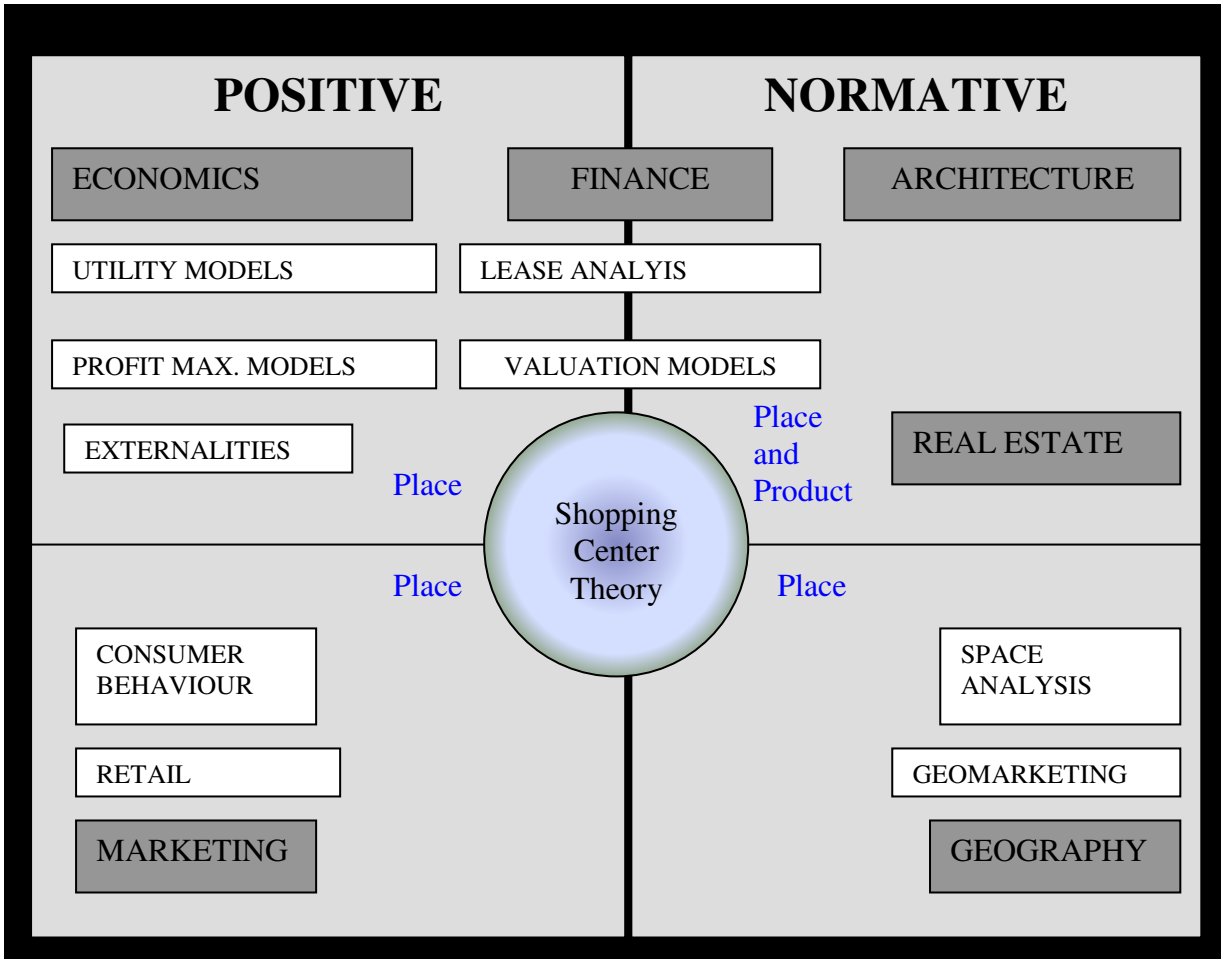 POSITIVE
NORMATIVE
ECONOMICS
FINANCE
ARCHITECTURE
UTILITY MODELS
LEASE ANALYIS
PROFIT MAX. MODELS
VALUATION MODELS
EXTERNALITIES
Place
Place
and
Product
REAL ESTATE
Shopping
Center
Theory
Place
Place
CONSUMER
BEHAVIOUR
SPACE
ANALYSIS
RETAIL
GEOMARKETING
MARKETING
GEOGRAPHY